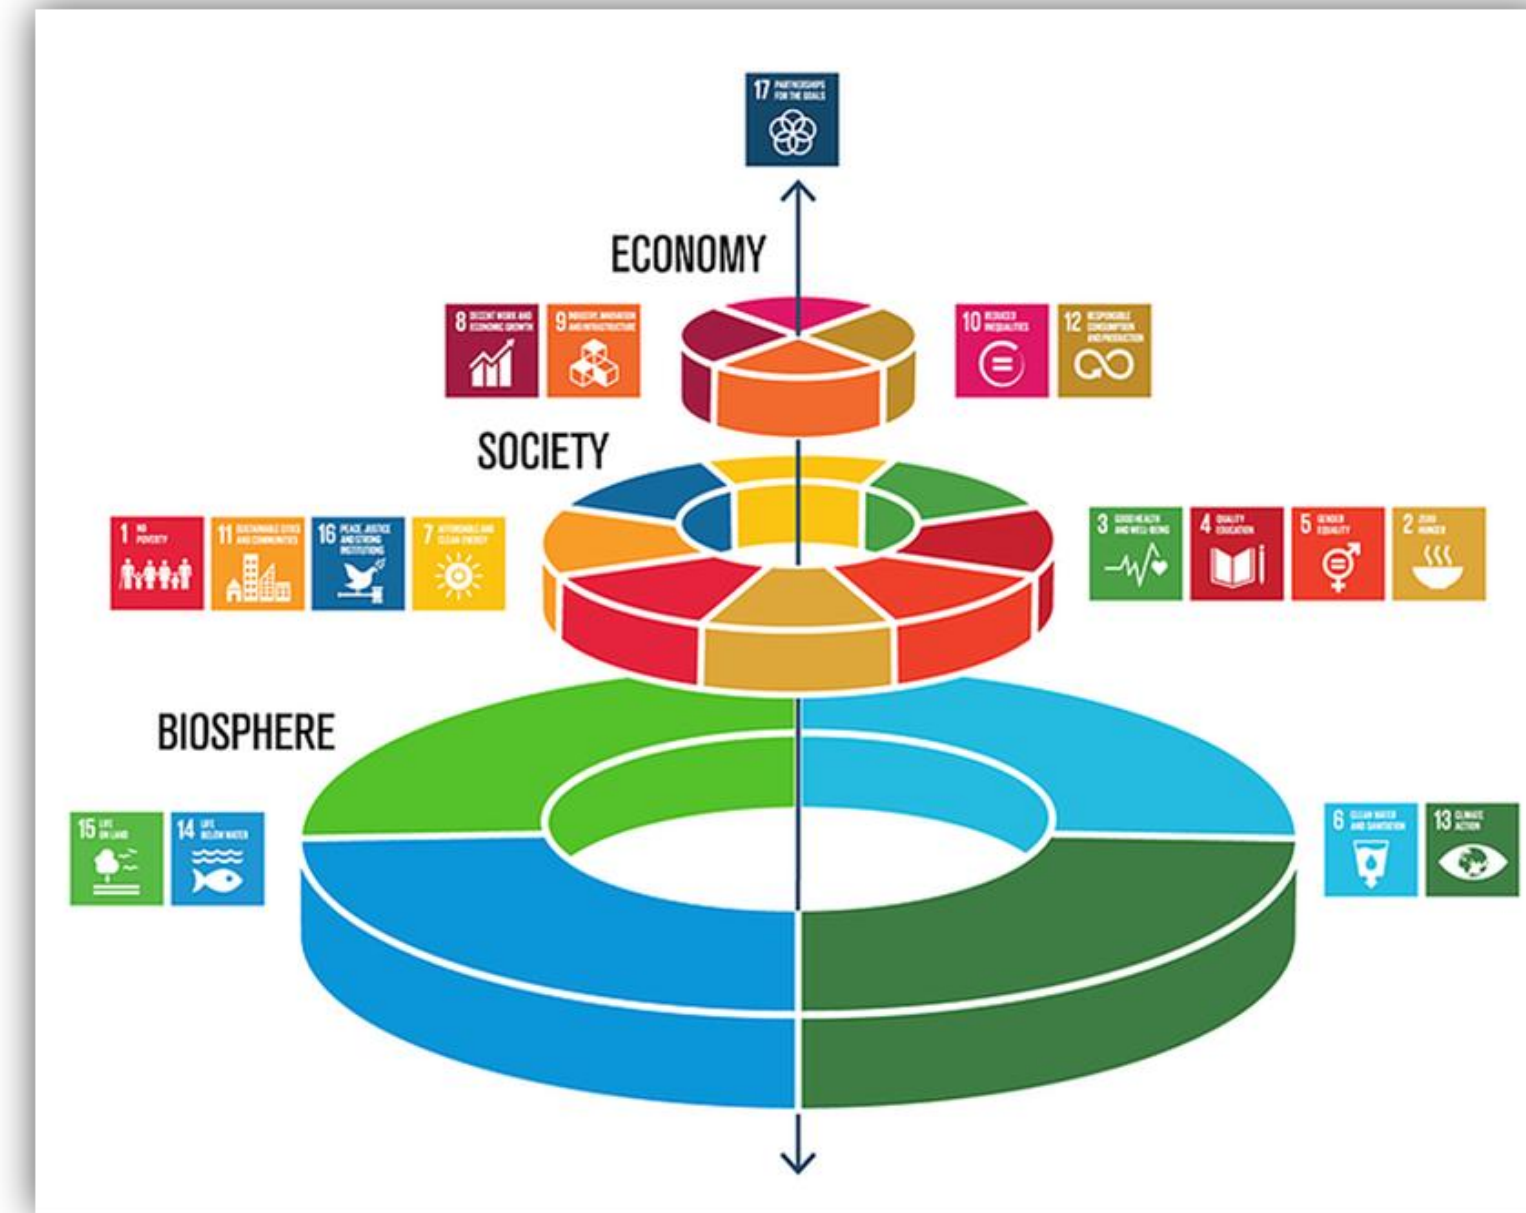 17 PARTNERSHIPS
FOR THE GOALS
ECONOMY
8 DECENT WORK AND
ECONOMIC GROWTH
9 INDUSTRY, INNOVATION
AND INFRASTRUCTURE
10 REDUCED
INEQUALITIES
12 RESPONSIBLE
CONSUMPTION
AND PRODUCTION
SOCIETY
1 NO
POVERTY
11 SUSTAINABLE CITIES
AND COMMUNITIES
16 PEACE, JUSTICE
AND STRONG
INSTITUTIONS
7 AFFORDABLE AND
CLEAN ENERGY
3 GOOD HEALTH
AND WELL-BEING
4 QUALITY
EDUCATION
5 GENDER
EQUALITY
2 ZERO
HUNGER
BIOSPHERE
15 LIFE
ON LAND
14 LIFE
BELOW WATER
6 CLEAN WATER
AND SANITATION
13 CLIMATE
ACTION